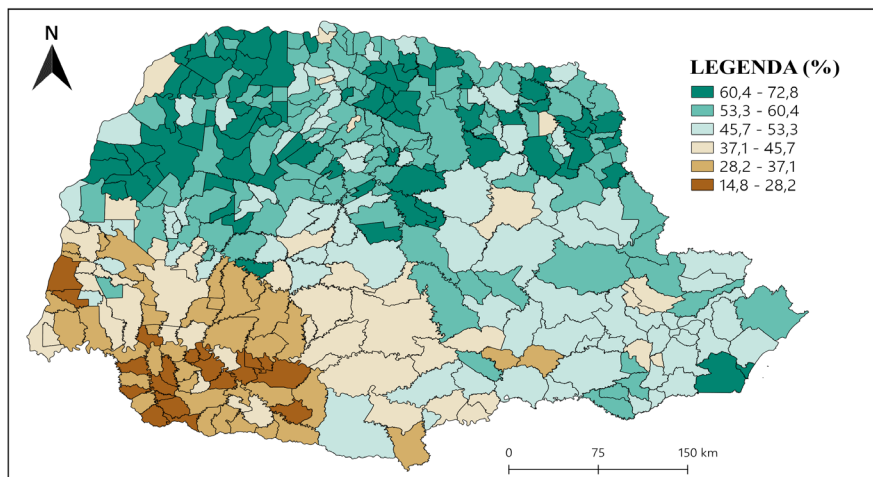 N
LEGENDA (%)
60,4 - 72,8
53,3 - 60,4
45,7 - 53,3
37,1 - 45,7
28,2 - 37,1
14,8 - 28,2
0 75 150 km